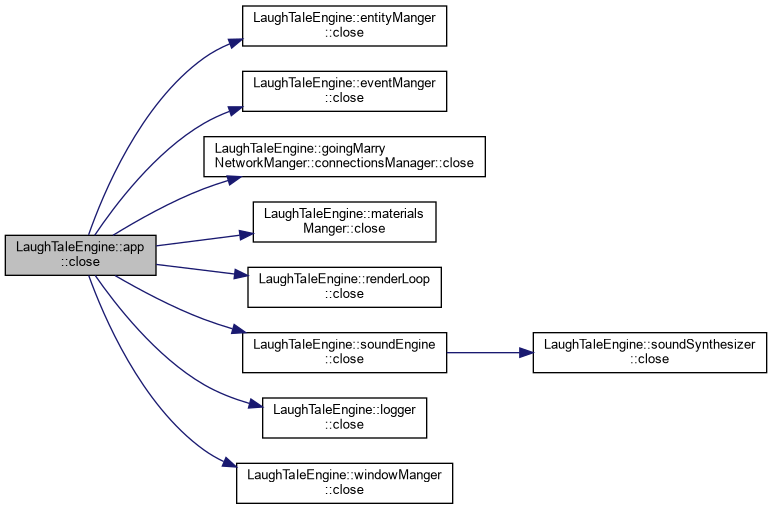 LaughTaleEngine::entityManger
::close
LaughTaleEngine::eventManger
::close
LaughTaleEngine::goingMarry
NetworkManger::connectionsManager::close
LaughTaleEngine::materials
Manger::close
LaughTaleEngine::app
::close
LaughTaleEngine::renderLoop
::close
LaughTaleEngine::soundEngine
::close
LaughTaleEngine::soundSynthesizer
::close
LaughTaleEngine::logger
::close
LaughTaleEngine::windowManger
::close